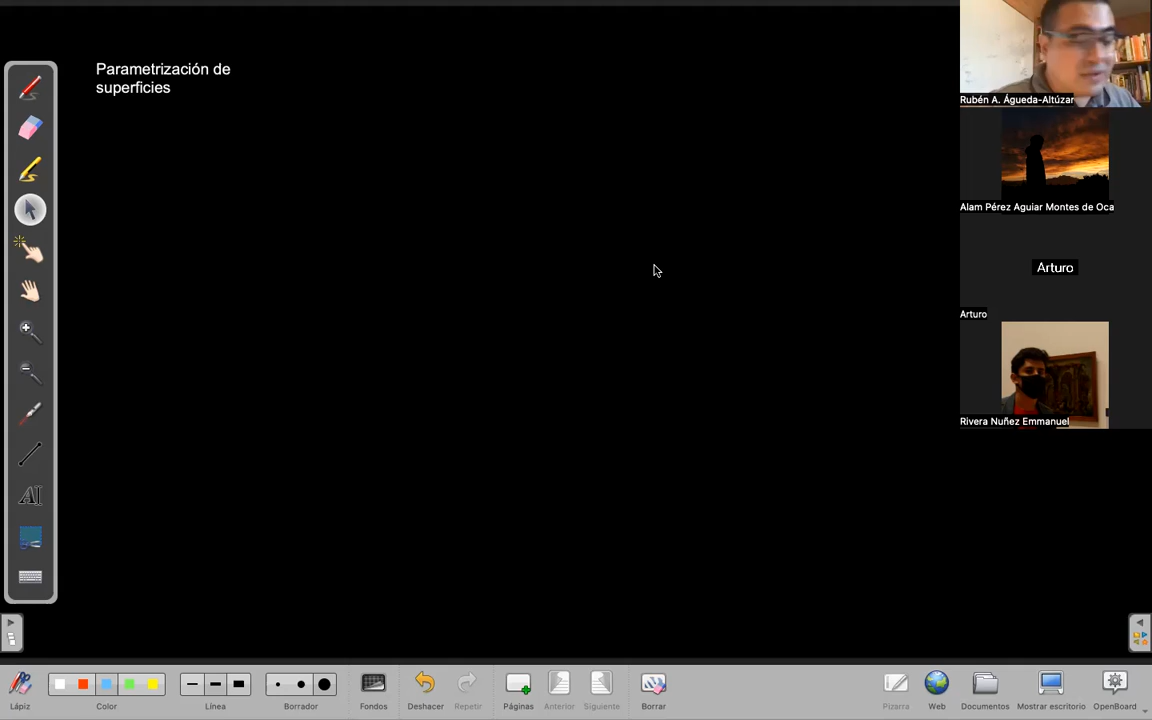 Parametrización de
superficies
Rubén A. Águeda-Altúzar
Alam Pérez Aguiar Montes de Oca
Arturo
Arturo
Rivera Nuñez Emmanuel
AI
Lápiz
Color
Línea
Borrador
Fondos
Deshacer
Repetir
Páginas
Anterior
Siguiente
Borrar
Pizarra
Web
Documentos
Mostrar escritorio
OpenBoard